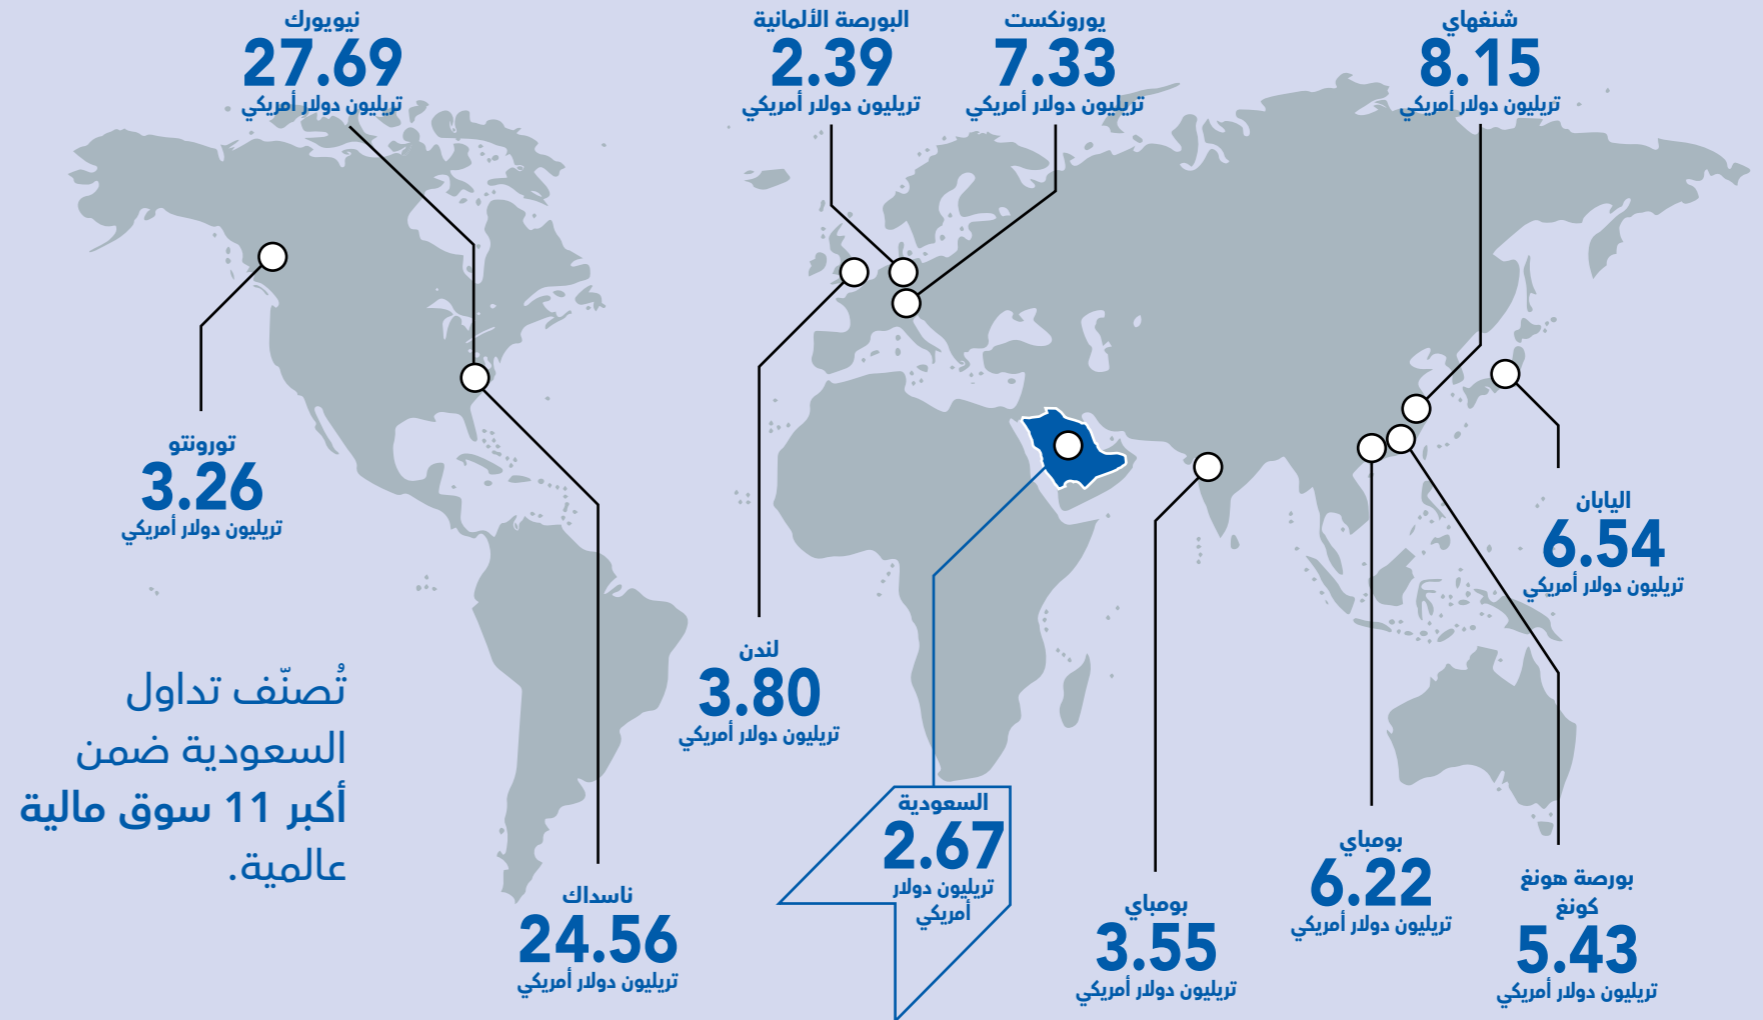 شنغهاي
8.15
تريليون دولار أمريكي
يورونكست
7.33
تريليون دولار أمريكي
البورصة الألمانية
2.39
تريليون دولار أمريكي
نيويورك
27.69
تريليون دولار أمريكي
تورونتو
3.26
تريليون دولار أمريكي
اليابان
6.54
تريليون دولار أمريكي
لندن
3.80
تريليون دولار أمريكي
تُصنّف تداول
السعودية ضمن
أكبر 11 سوق مالية
عالمية.
السعودية
2.67
تريليون دولار
أمريكي
بومباي
6.22
تريليون دولار أمريكي
بورصة هونغ
كونغ
5.43
تريليون دولار أمريكي
بومباي
3.55
تريليون دولار أمريكي
ناسداك
24.56
تريليون دولار أمريكي